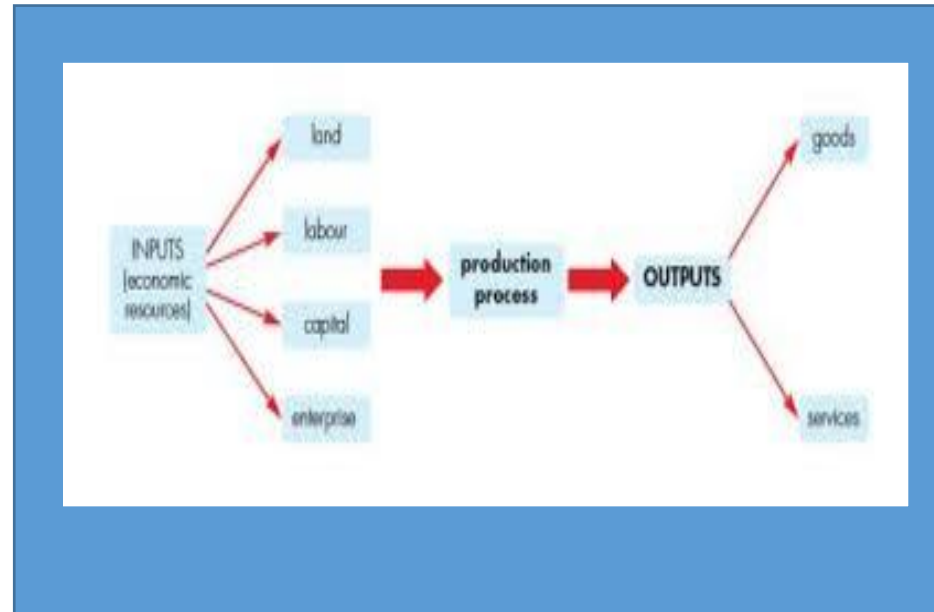 land
labour
INPUTS
(economic
resources)
capital
enterprise
production
process
OUTPUTS
goods
services